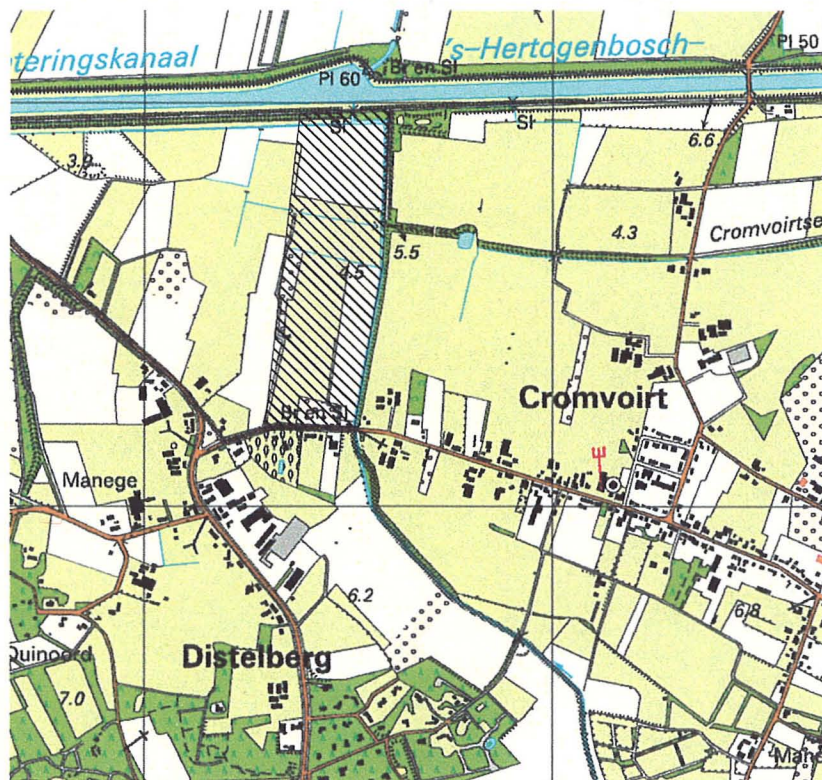 eteringskanaal
's-Hertogenbosch-
Pl 50
Pl 60
Br en Sl
Sl
Sl
3.9
6.6
5.5
4.3
Cromvoirtse
4.5
Cromvoirt
Br en Sl
Manege
6.2
6.8
Quinoord
Distelberg
7.0
Mane